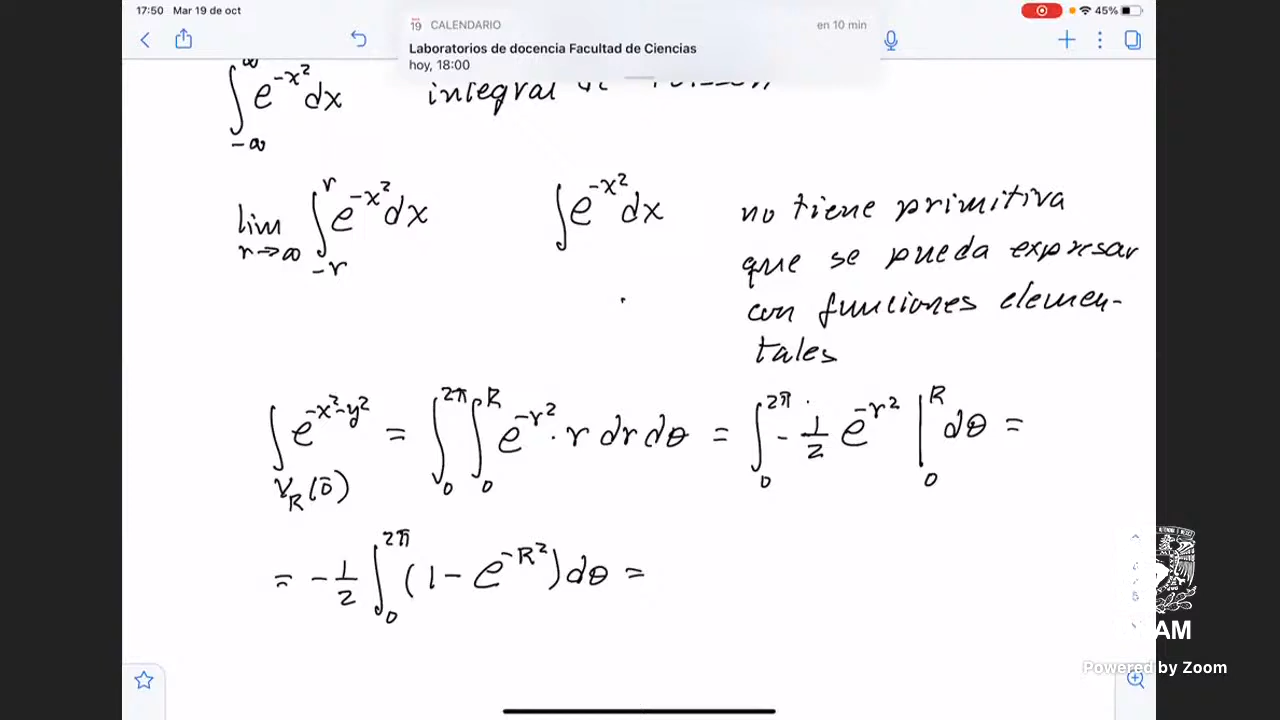 17:50 Mar 19 de oct
45%
19 CALENDARIO en 10 min
Laboratorios de docencia Facultad de Ciencias
hoy, 18:00
∫_{-∞}^{∞} e^{-x²} dx integral de
lim_{r→∞} ∫_{-r}^{r} e^{-x²} dx ∫ e^{-x²} dx no tiene primitiva
que se pueda expresar
con funciones elemen-
tales
∫_{V_R(0̄)} e^{-x²-y²} = ∫_0^{2π} ∫_0^R e^{-r²} · r dr dθ = ∫_0^{2π} -1/2 e^{-r²} |_0^R dθ =
= -1/2 ∫_0^{2π} (1 - e^{-R²}) dθ =
Powered by Zoom